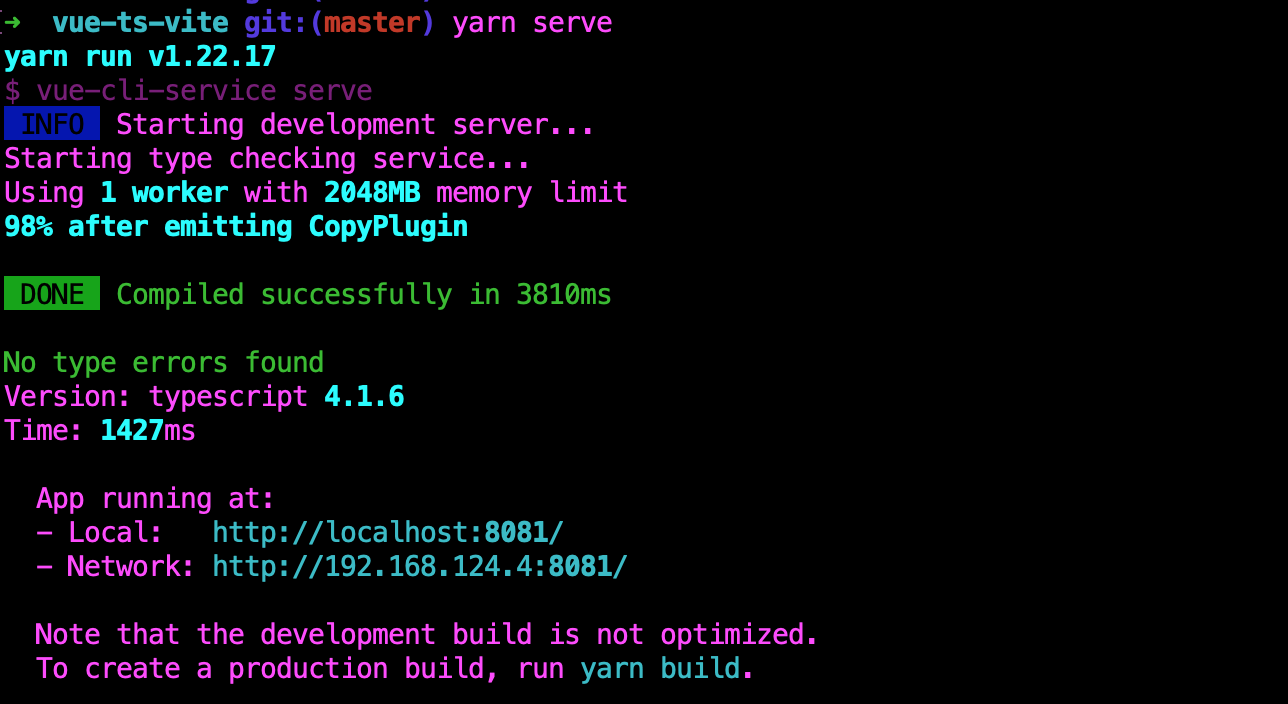 ➜  vue-ts-vite git:(master) yarn serve
yarn run v1.22.17
$ vue-cli-service serve
INFO  Starting development server...
Starting type checking service...
Using 1 worker with 2048MB memory limit
98% after emitting CopyPlugin
DONE  Compiled successfully in 3810ms
No type errors found
Version: typescript 4.1.6
Time: 1427ms
App running at:
- Local:   http://localhost:8081/
- Network: http://192.168.124.4:8081/
Note that the development build is not optimized.
To create a production build, run yarn build.